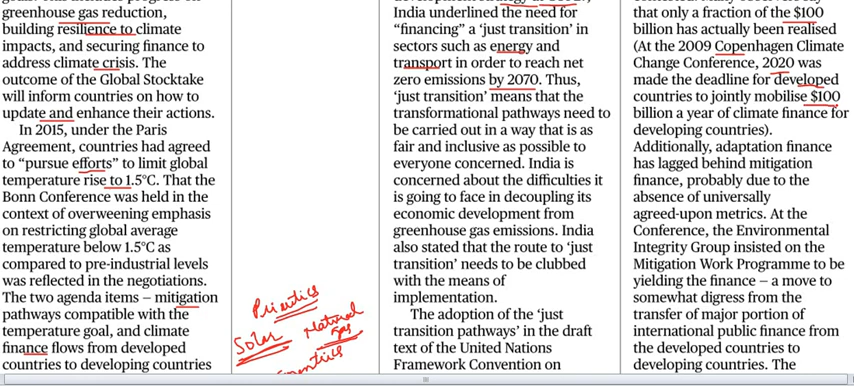 greenhouse gas reduction,
building resilience to climate
impacts, and securing finance to
address climate crisis. The
outcome of the Global Stocktake
will inform countries on how to
update and enhance their actions.
In 2015, under the Paris
Agreement, countries had agreed
to “pursue efforts” to limit global
temperature rise to 1.5°C. That the
Bonn Conference was held in the
context of overweening emphasis
on restricting global average
temperature below 1.5°C as
compared to pre-industrial levels
was reflected in the negotiations.
The two agenda items – mitigation
pathways compatible with the
temperature goal, and climate
finance flows from developed
countries to developing countries
Priorities
Solar
Natural
gas
India underlined the need for
“financing” a ‘just transition’ in
sectors such as energy and
transport in order to reach net
zero emissions by 2070. Thus,
‘just transition’ means that the
transformational pathways need to
be carried out in a way that is as
fair and inclusive as possible to
everyone concerned. India is
concerned about the difficulties it
is going to face in decoupling its
economic development from
greenhouse gas emissions. India
also stated that the route to ‘just
transition’ needs to be clubbed
with the means of
implementation.
The adoption of the ‘just
transition pathways’ in the draft
text of the United Nations
Framework Convention on
that only a fraction of the $100
billion has actually been realised
(At the 2009 Copenhagen Climate
Change Conference, 2020 was
made the deadline for developed
countries to jointly mobilise $100
billion a year of climate finance for
developing countries).
Additionally, adaptation finance
has lagged behind mitigation
finance, probably due to the
absence of universally
agreed-upon metrics. At the
Conference, the Environmental
Integrity Group insisted on the
Mitigation Work Programme to be
yielding the finance – a move to
somewhat digress from the
transfer of major portion of
international public finance from
the developed countries to
developing countries. The